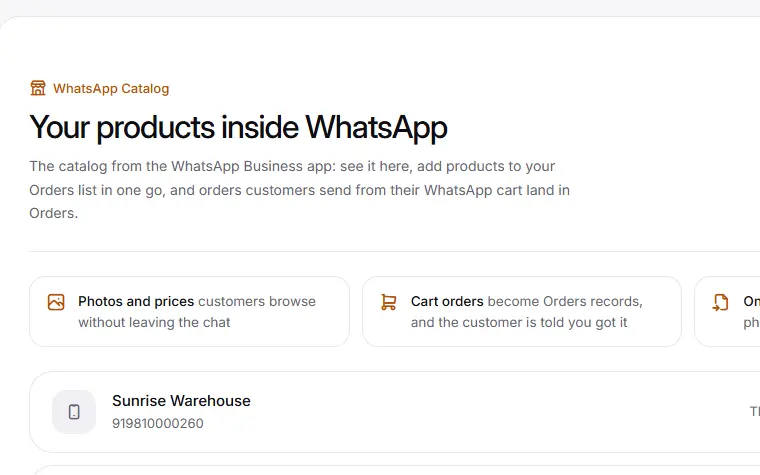 WhatsApp Catalog
Your products inside WhatsApp
The catalog from the WhatsApp Business app: see it here, add products to your
Orders list in one go, and orders customers send from their WhatsApp cart land in
Orders.
Photos and prices customers browse
without leaving the chat
Cart orders become Orders records,
and the customer is told you got it
Sunrise Warehouse
919810000260